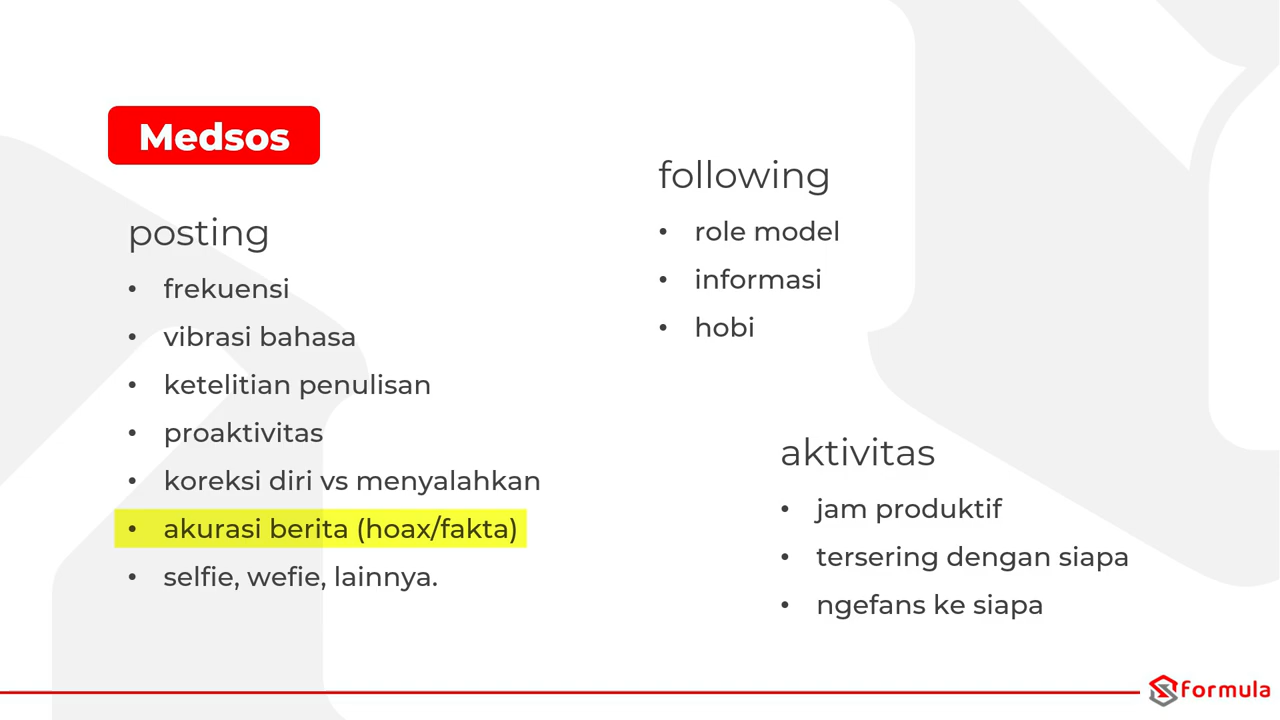 Medsos
posting
• frekuensi
• vibrasi bahasa
• ketelitian penulisan
• proaktivitas
• koreksi diri vs menyalahkan
• akurasi berita (hoax/fakta)
• selfie, wefie, lainnya.
following
• role model
• informasi
• hobi
aktivitas
• jam produktif
• tersering dengan siapa
• ngefans ke siapa
formula